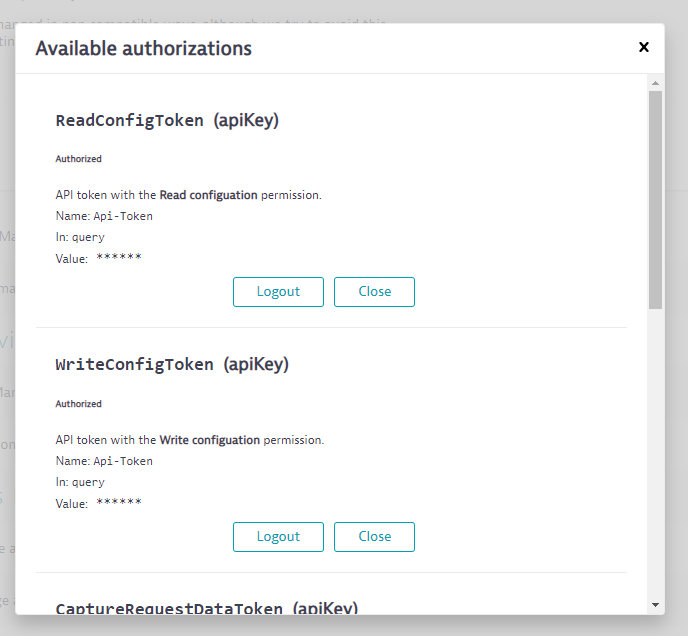 Available authorizations
x
ReadConfigToken (apiKey)
Authorized
API token with the Read configuation permission.
Name: Api-Token
In: query
Value: ******
Logout Close
WriteConfigToken (apiKey)
Authorized
API token with the Write configuation permission.
Name: Api-Token
In: query
Value: ******
Logout Close
CaptureRequestDataToken (apiKey)